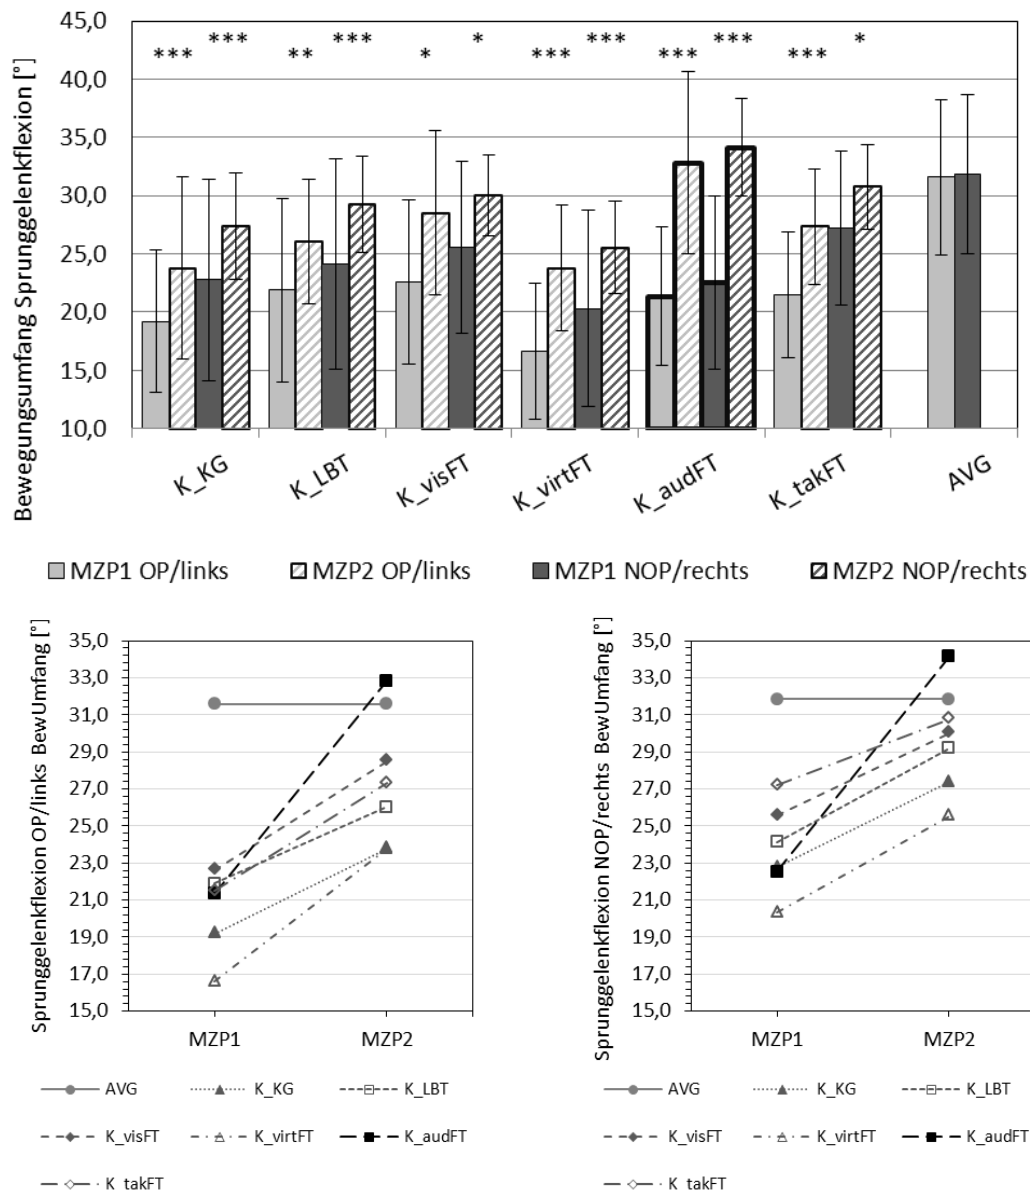 Bewegungsumfang Sprunggelenkflexion [°]
45,0
40,0
35,0
30,0
25,0
20,0
15,0
10,0
*** *** ** *** * * *** *** *** *** *** *
K_KG K_LBT K_visFT K_virtFT K_audFT K_takFT AVG
MZP1 OP/links MZP2 OP/links MZP1 NOP/rechts MZP2 NOP/rechts
Sprunggelenkflexion OP/links BewUmfang [°]
35,0
33,0
31,0
29,0
27,0
25,0
23,0
21,0
19,0
17,0
15,0
MZP1 MZP2
AVG K_KG K_LBT
K_visFT K_virtFT K_audFT
K_takFT
Sprunggelenkflexion NOP/rechts BewUmfang [°]
35,0
33,0
31,0
29,0
27,0
25,0
23,0
21,0
19,0
17,0
15,0
MZP1 MZP2
AVG K_KG K_LBT
K_visFT K_virtFT K_audFT
K_takFT